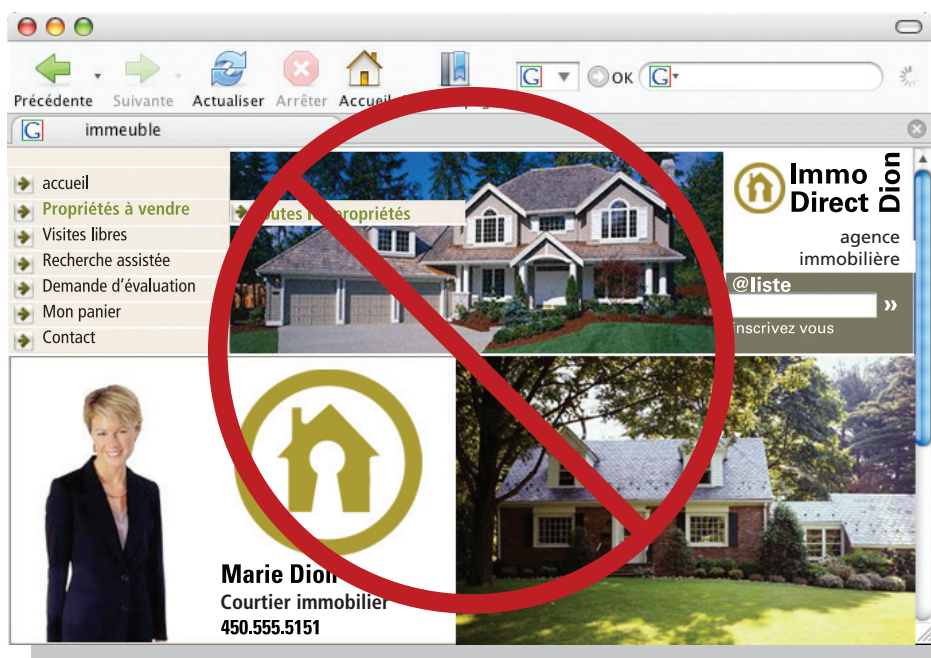 Précédente Suivante Actualiser Arrêter Accueil
G G OK
G immeuble
accueil
Propriétés à vendre
Visites libres
Recherche assistée
Demande d'évaluation
Mon panier
Contact
propriétés
Immo
Direct
Dion
agence
immobilière
@liste
»
inscrivez vous
Marie Dion
Courtier immobilier
450.555.5151